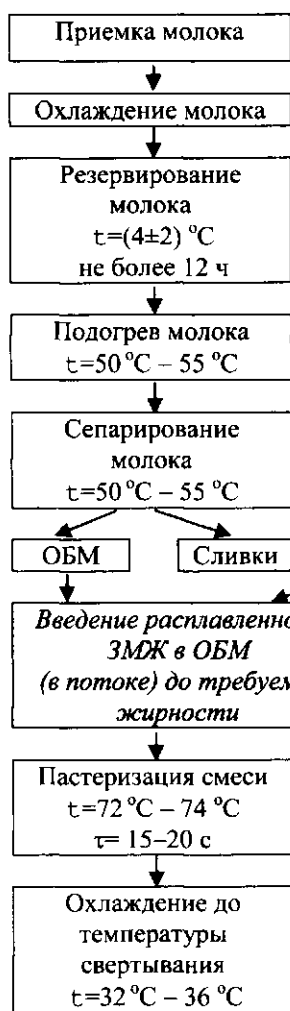 Приемка молока
Охлаждение молока
Резервирование
молока
t=(4±2) °C
не более 12 ч
Подогрев молока
t=50 °C – 55 °C
Сепарирование
молока
t=50 °C – 55 °C
ОБМ
Сливки
Введение расплавленно
ЗМЖ в ОБМ
(в потоке) до требуем
жирности
Пастеризация смеси
t=72 °C – 74 °C
τ= 15–20 с
Охлаждение до
температуры
свертывания
t=32 °C – 36 °C